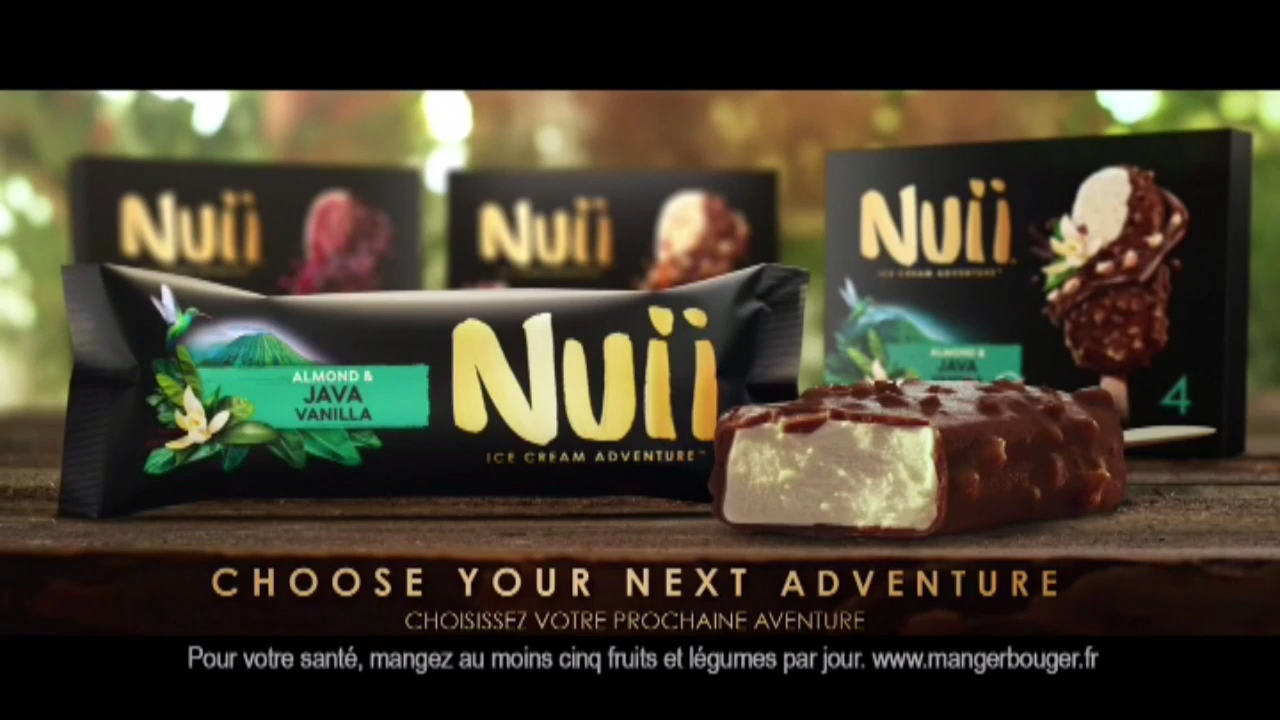 Nuii
Nuii
Nuii
ICE CREAM ADVENTURE™
ALMOND &
JAVA
VANILLA
Nuii
ICE CREAM ADVENTURE™
ALMOND &
JAVA
4
CHOOSE YOUR NEXT ADVENTURE
CHOISISSEZ VOTRE PROCHAINE AVENTURE
Pour votre santé, mangez au moins cinq fruits et légumes par jour. www.mangerbouger.fr